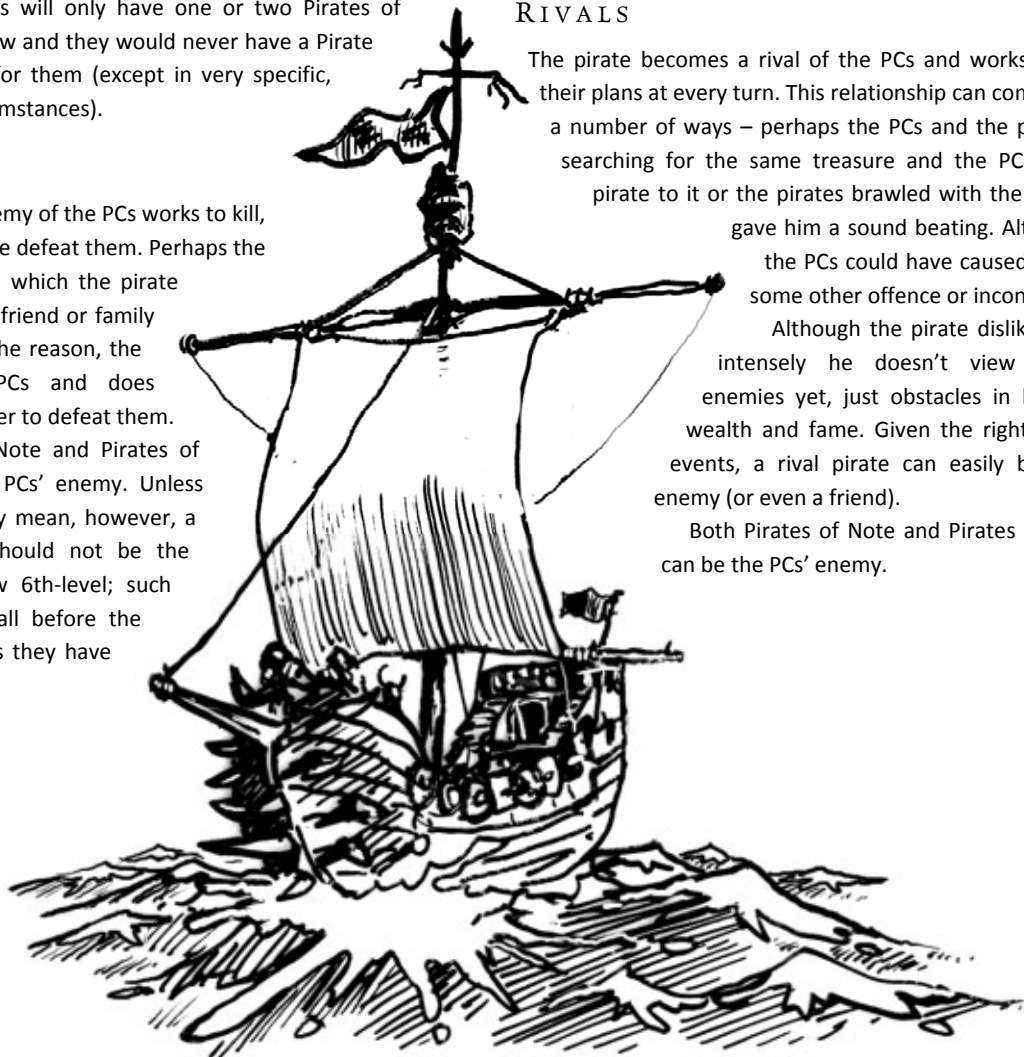 s will only have one or two Pirates of
w and they would never have a Pirate
for them (except in very specific,
mstances).
emy of the PCs works to kill,
e defeat them. Perhaps the
which the pirate
friend or family
he reason, the
PCs and does
er to defeat them.
Note and Pirates of
PCs’ enemy. Unless
y mean, however, a
hould not be the
w 6th-level; such
all before the
s they have
RIVALS
The pirate becomes a rival of the PCs and works
their plans at every turn. This relationship can con
a number of ways – perhaps the PCs and the p
searching for the same treasure and the PC
pirate to it or the pirates brawled with the
gave him a sound beating. Alt
the PCs could have caused
some other offence or incon
Although the pirate dislik
intensely he doesn’t view
enemies yet, just obstacles in
wealth and fame. Given the right
events, a rival pirate can easily b
enemy (or even a friend).
Both Pirates of Note and Pirates
can be the PCs’ enemy.